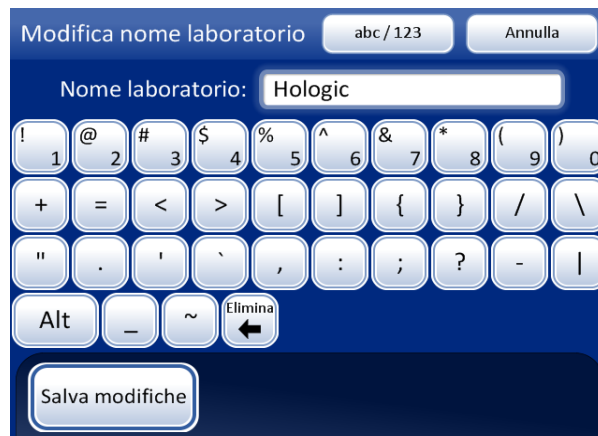 Modifica nome laboratorio abc / 123 Annulla
Nome laboratorio: Hologic
! 1 @ 2 # 3 $ 4 % 5 ^ 6 & 7 * 8 ( 9 ) 0
+ = < > [ ] { } / \
" . ' ` , : ; ? - |
Alt _ ~ Elimina
Salva modifiche